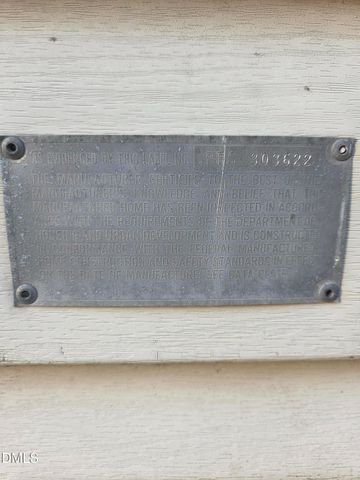 AS EVIDENCED BY THIS LABEL NO. 303622
THE MANUFACTURER CERTIFIES TO THE BEST OF THE
MANUFACTURER'S KNOWLEDGE AND BELIEF THAT THIS
MANUFACTURED HOME HAS BEEN INSPECTED IN ACCORD-
ANCE WITH THE REQUIREMENTS OF THE DEPARTMENT OF
HOUSING AND URBAN DEVELOPMENT AND IS CONSTRUCTED
IN CONFORMANCE WITH THE FEDERAL MANUFACTURED
HOME CONSTRUCTION AND SAFETY STANDARDS IN EFFECT
ON THE DATE OF MANUFACTURE. SEE DATA PLATE.
DMLS